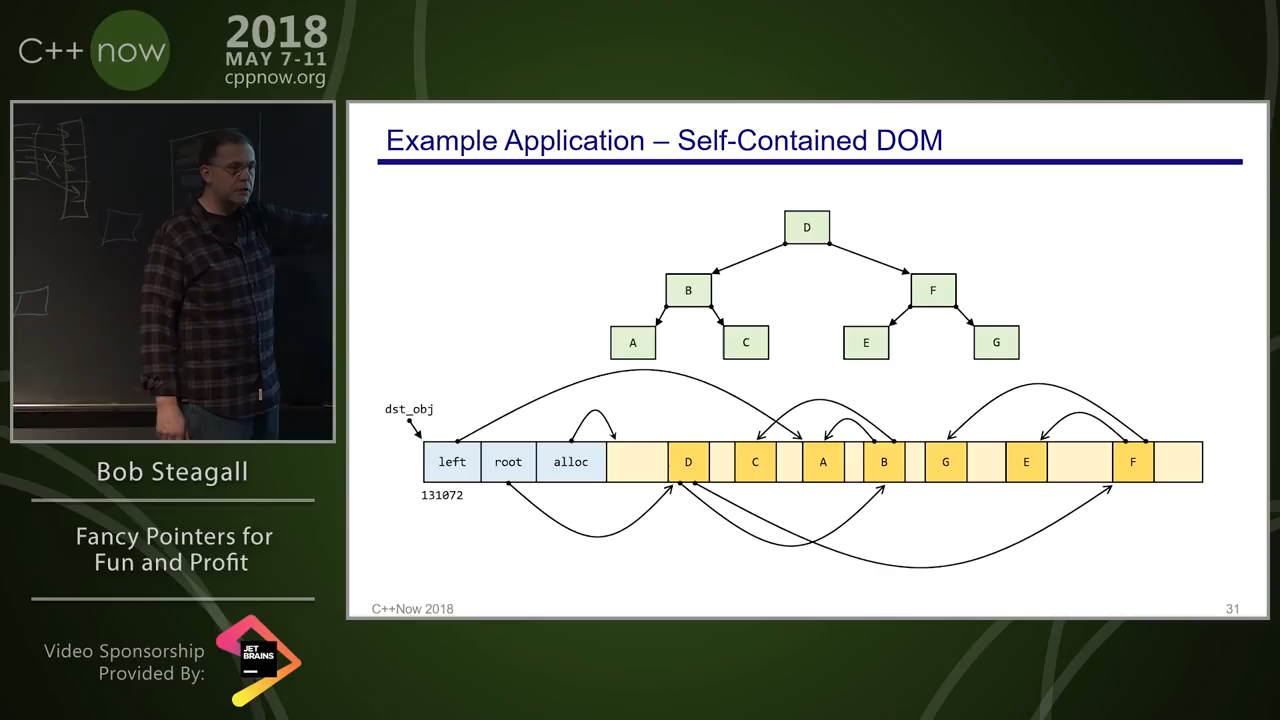 C++ now
2018
MAY 7-11
cppnow.org
Bob Steagall
Fancy Pointers for
Fun and Profit
Video Sponsorship
Provided By:
JET
BRAINS
Example Application – Self-Contained DOM
D
B
F
A
C
E
G
dst_obj
left
root
alloc
D
C
A
B
G
E
F
131072
C++Now 2018
31